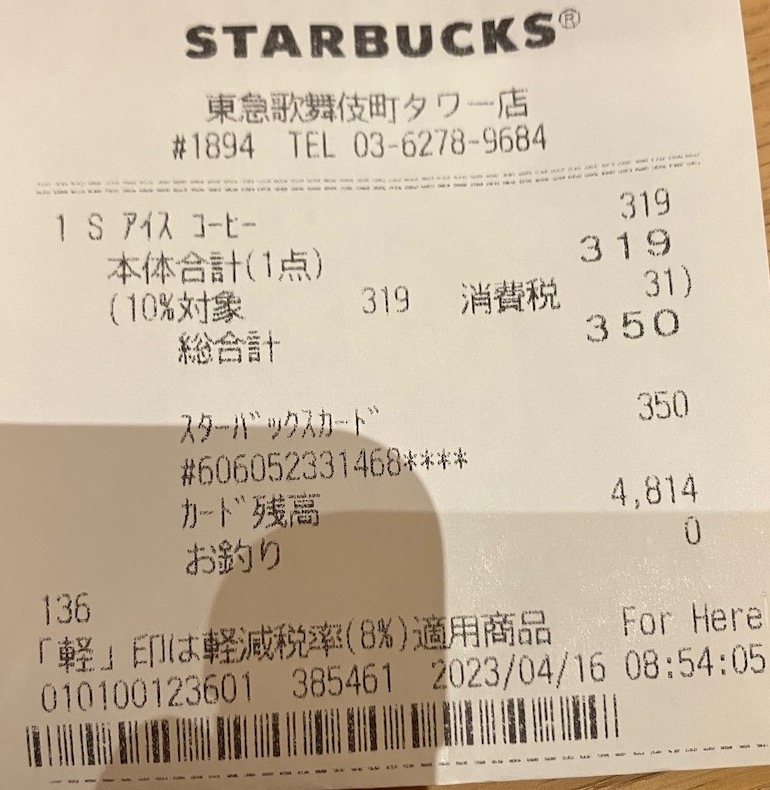 STARBUCKS®
東急歌舞伎町タワー店
#1894 TEL 03-6278-9684
1 S ｱｲｽ ｺｰﾋｰ 319
本体合計(1点) 319
(10%対象 319 消費税 31)
総合計 350
ｽﾀｰﾊﾞｯｸｽｶｰﾄﾞ 350
#606052331468****
ｶｰﾄﾞ残高 4,814
お釣り 0
136
「軽」印は軽減税率(8%)適用商品 For Here
010100123601 385461 2023/04/16 08:54:05